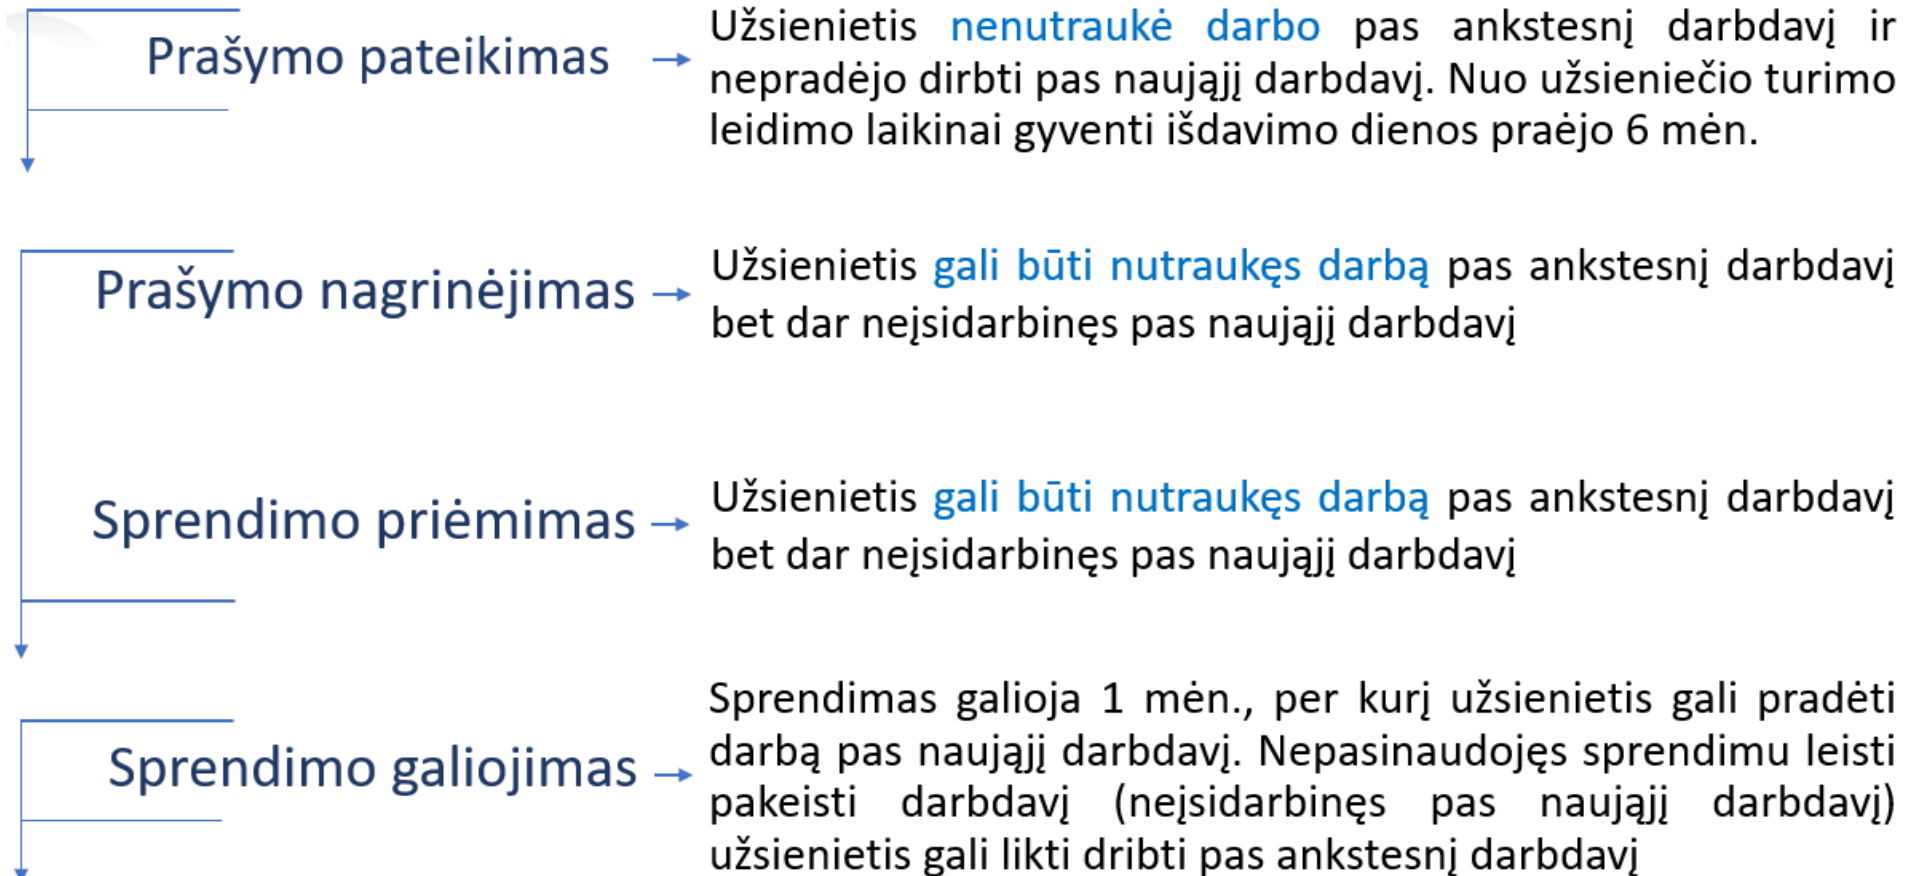 Prašymo pateikimas
Užsienietis nenutraukė darbo pas ankstesnį darbdavį ir
nepradėjo dirbti pas naująjį darbdavį. Nuo užsieniečio turimo
leidimo laikinai gyventi išdavimo dienos praėjo 6 mėn.
Prašymo nagrinėjimas
Užsienietis gali būti nutraukęs darbą pas ankstesnį darbdavį
bet dar neįsidarbinęs pas naująjį darbdavį
Sprendimo priėmimas
Užsienietis gali būti nutraukęs darbą pas ankstesnį darbdavį
bet dar neįsidarbinęs pas naująjį darbdavį
Sprendimo galiojimas
Sprendimas galioja 1 mėn., per kurį užsienietis gali pradėti
darbą pas naująjį darbdavį. Nepasinaudojęs sprendimu leisti
pakeisti darbdavį (neįsidarbinęs pas naująjį darbdavį)
užsienietis gali likti dribti pas ankstesnį darbdavį